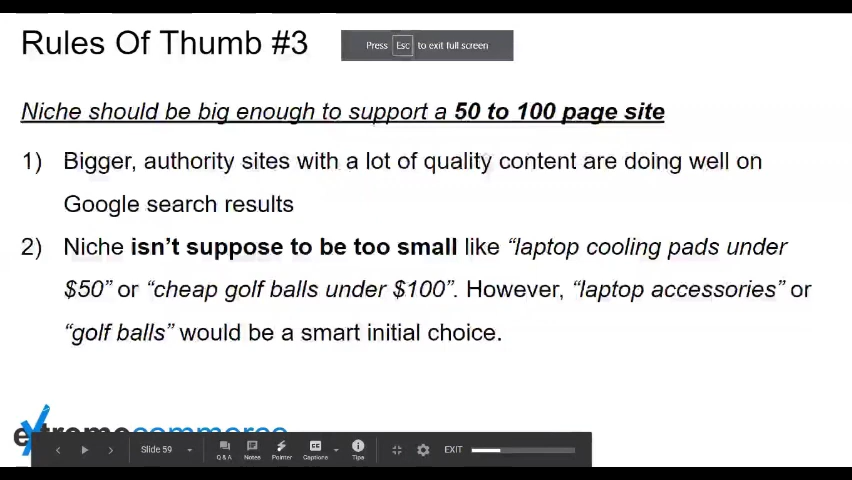 Rules Of Thumb #3
Press Esc to exit full screen
Niche should be big enough to support a 50 to 100 page site
1) Bigger, authority sites with a lot of quality content are doing well on
Google search results
2) Niche isn't suppose to be too small like “laptop cooling pads under
$50” or “cheap golf balls under $100”. However, “laptop accessories” or
“golf balls” would be a smart initial choice.
extremecommerce
Slide 59
Q & A
Notes
Pointer
Captions
Tips
EXIT